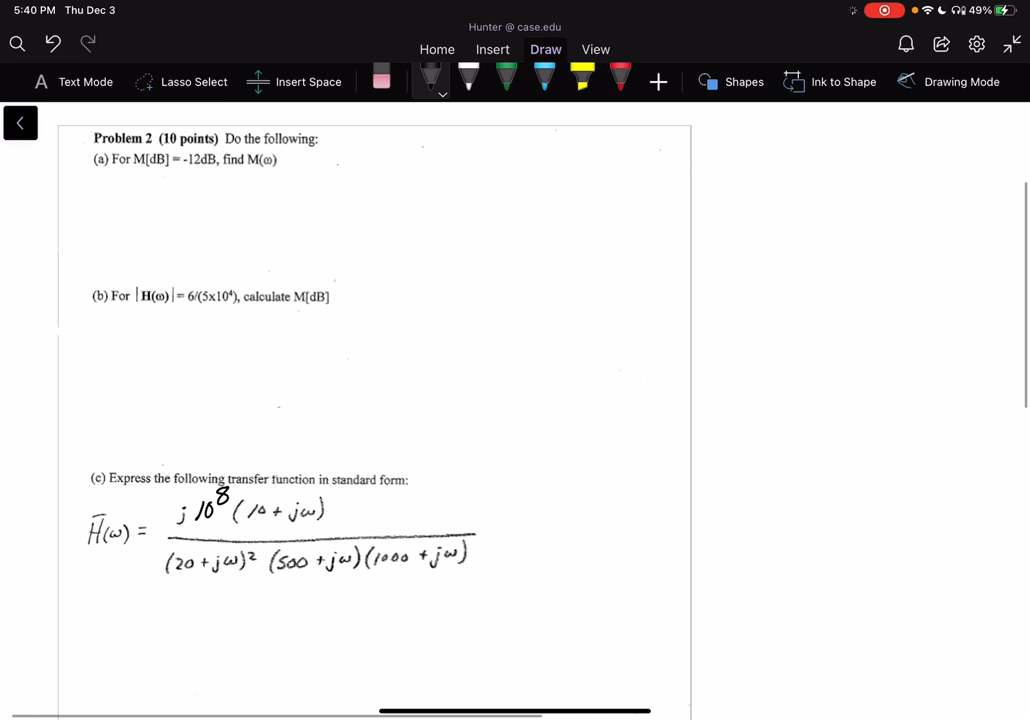 5:40 PM Thu Dec 3
49%
Hunter @ case.edu
Home Insert Draw View
Text Mode Lasso Select Insert Space Shapes Ink to Shape Drawing Mode
Problem 2 (10 points) Do the following:
(a) For M[dB] = -12dB, find M(ω)
(b) For |H(ω)| = 6/(5x10⁴), calculate M[dB]
(c) Express the following transfer function in standard form:
j 10⁸ (10 + jω)
H̅(ω) =
(20 + jω)² (500 + jω)(1000 + jω)